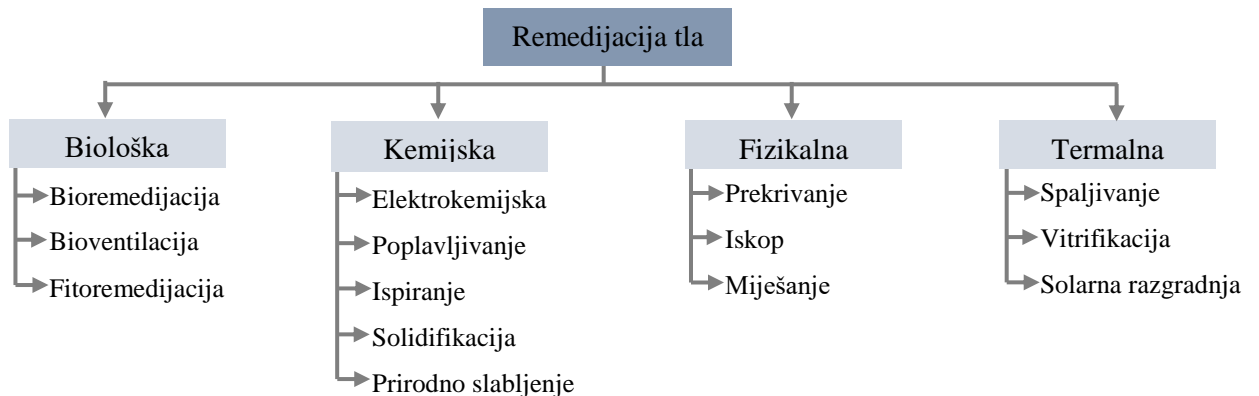 Remedijacija tla
Biološka
Bioremedijacija
Bioventilacija
Fitoremedijacija
Kemijska
Elektrokemijska
Poplavljivanje
Ispiranje
Solidifikacija
Prirodno slabljenje
Fizikalna
Prekrivanje
Iskop
Miješanje
Termalna
Spaljivanje
Vitrifikacija
Solarna razgradnja